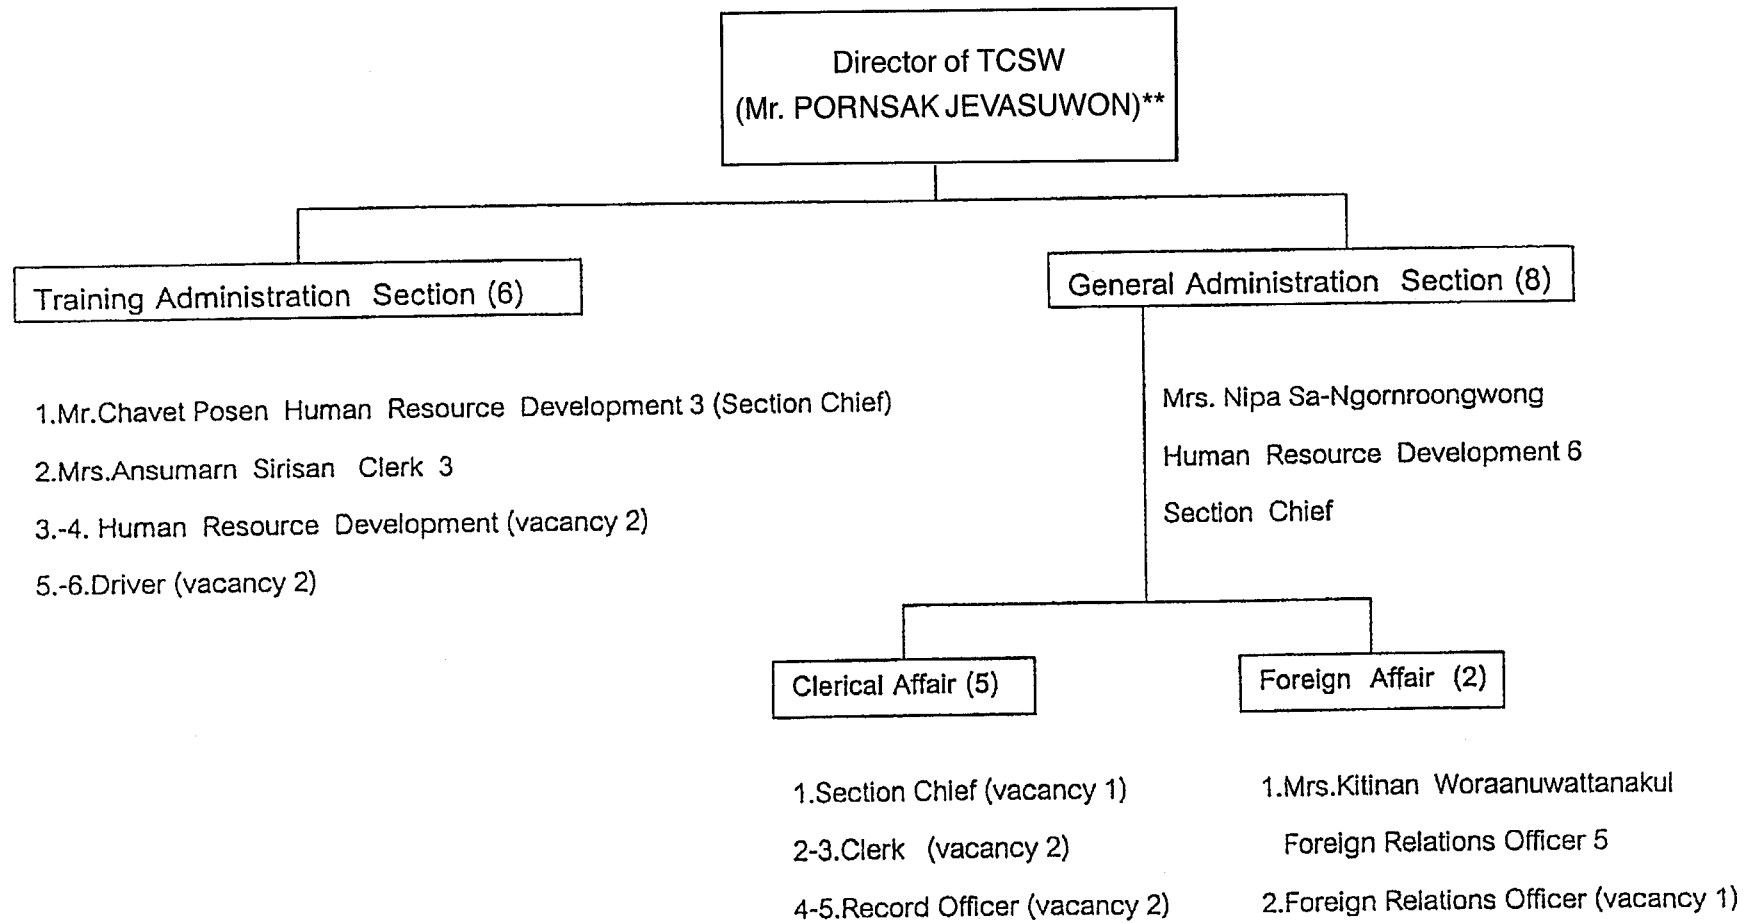 Director of TCSW
(Mr. PORNSAK JEVASUWON)**
Training Administration Section (6)
General Administration Section (8)
1.Mr.Chavet Posen Human Resource Development 3 (Section Chief)
2.Mrs.Ansumarn Sirisan Clerk 3
3.-4. Human Resource Development (vacancy 2)
5.-6.Driver (vacancy 2)
Mrs. Nipa Sa-Ngornroongwong
Human Resource Development 6
Section Chief
Clerical Affair (5)
Foreign Affair (2)
1.Section Chief (vacancy 1)
2-3.Clerk (vacancy 2)
4-5.Record Officer (vacancy 2)
1.Mrs.Kitinan Woraanuwattanakul
Foreign Relations Officer 5
2.Foreign Relations Officer (vacancy 1)